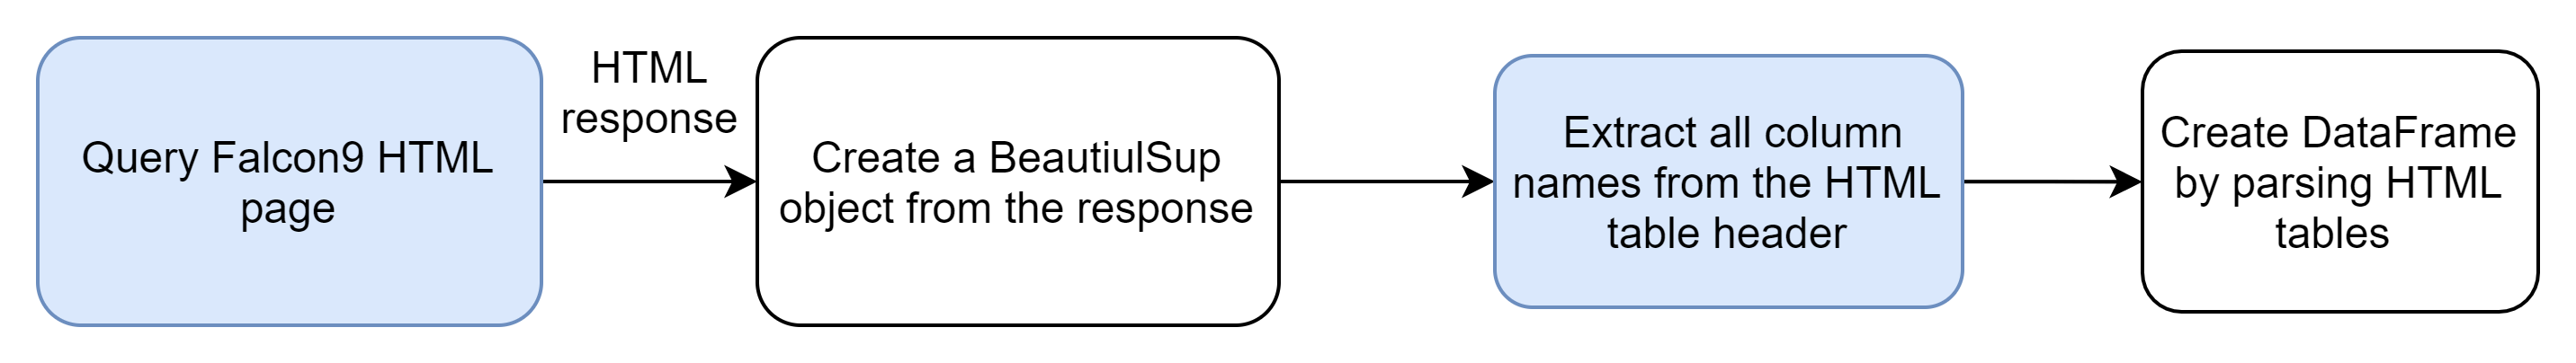 Query Falcon9 HTML
page
HTML
response
Create a BeautiulSup
object from the response
Extract all column
names from the HTML
table header
Create DataFrame
by parsing HTML
tables